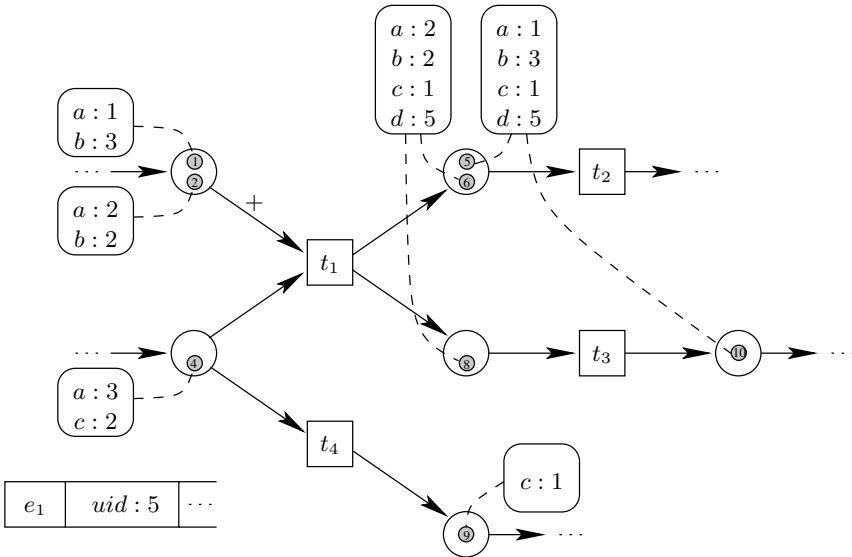 a : 2
b : 2
c : 1
d : 5
a : 1
b : 3
c : 1
d : 5
a : 1
b : 3
1
2
5
6
...
t2
...
a : 2
b : 2
+
t1
...
4
8
t3
10
...
a : 3
c : 2
t4
c : 1
e1 uid : 5 ...
9
...